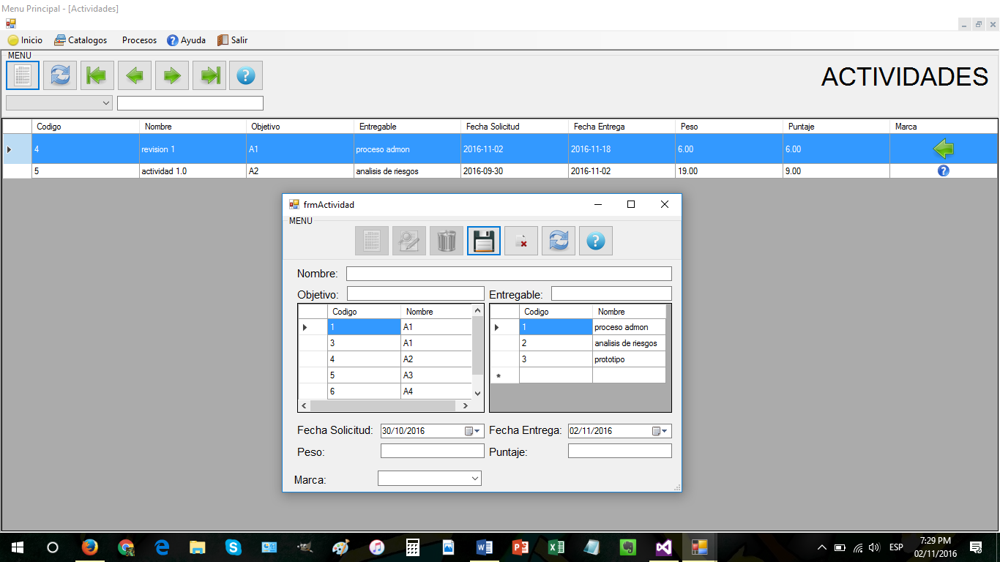 Menu Principal - [Actividades]
Inicio Catalogos Procesos Ayuda Salir
MENU
ACTIVIDADES
Codigo Nombre Objetivo Entregable Fecha Solicitud Fecha Entrega Peso Puntaje Marca
4 revision 1 A1 proceso admon 2016-11-02 2016-11-18 6.00 6.00
5 actividad 1.0 A2 analisis de riesgos 2016-09-30 2016-11-02 19.00 9.00
frmActividad
MENU
Nombre:
Objetivo: Entregable:
Codigo Nombre Codigo Nombre
1 A1 1 proceso admon
3 A1 2 analisis de riesgos
4 A2 3 prototipo
5 A3
6 A4
Fecha Solicitud: 30/10/2016 Fecha Entrega: 02/11/2016
Peso: Puntaje:
Marca:
ESP 7:29 PM
02/11/2016